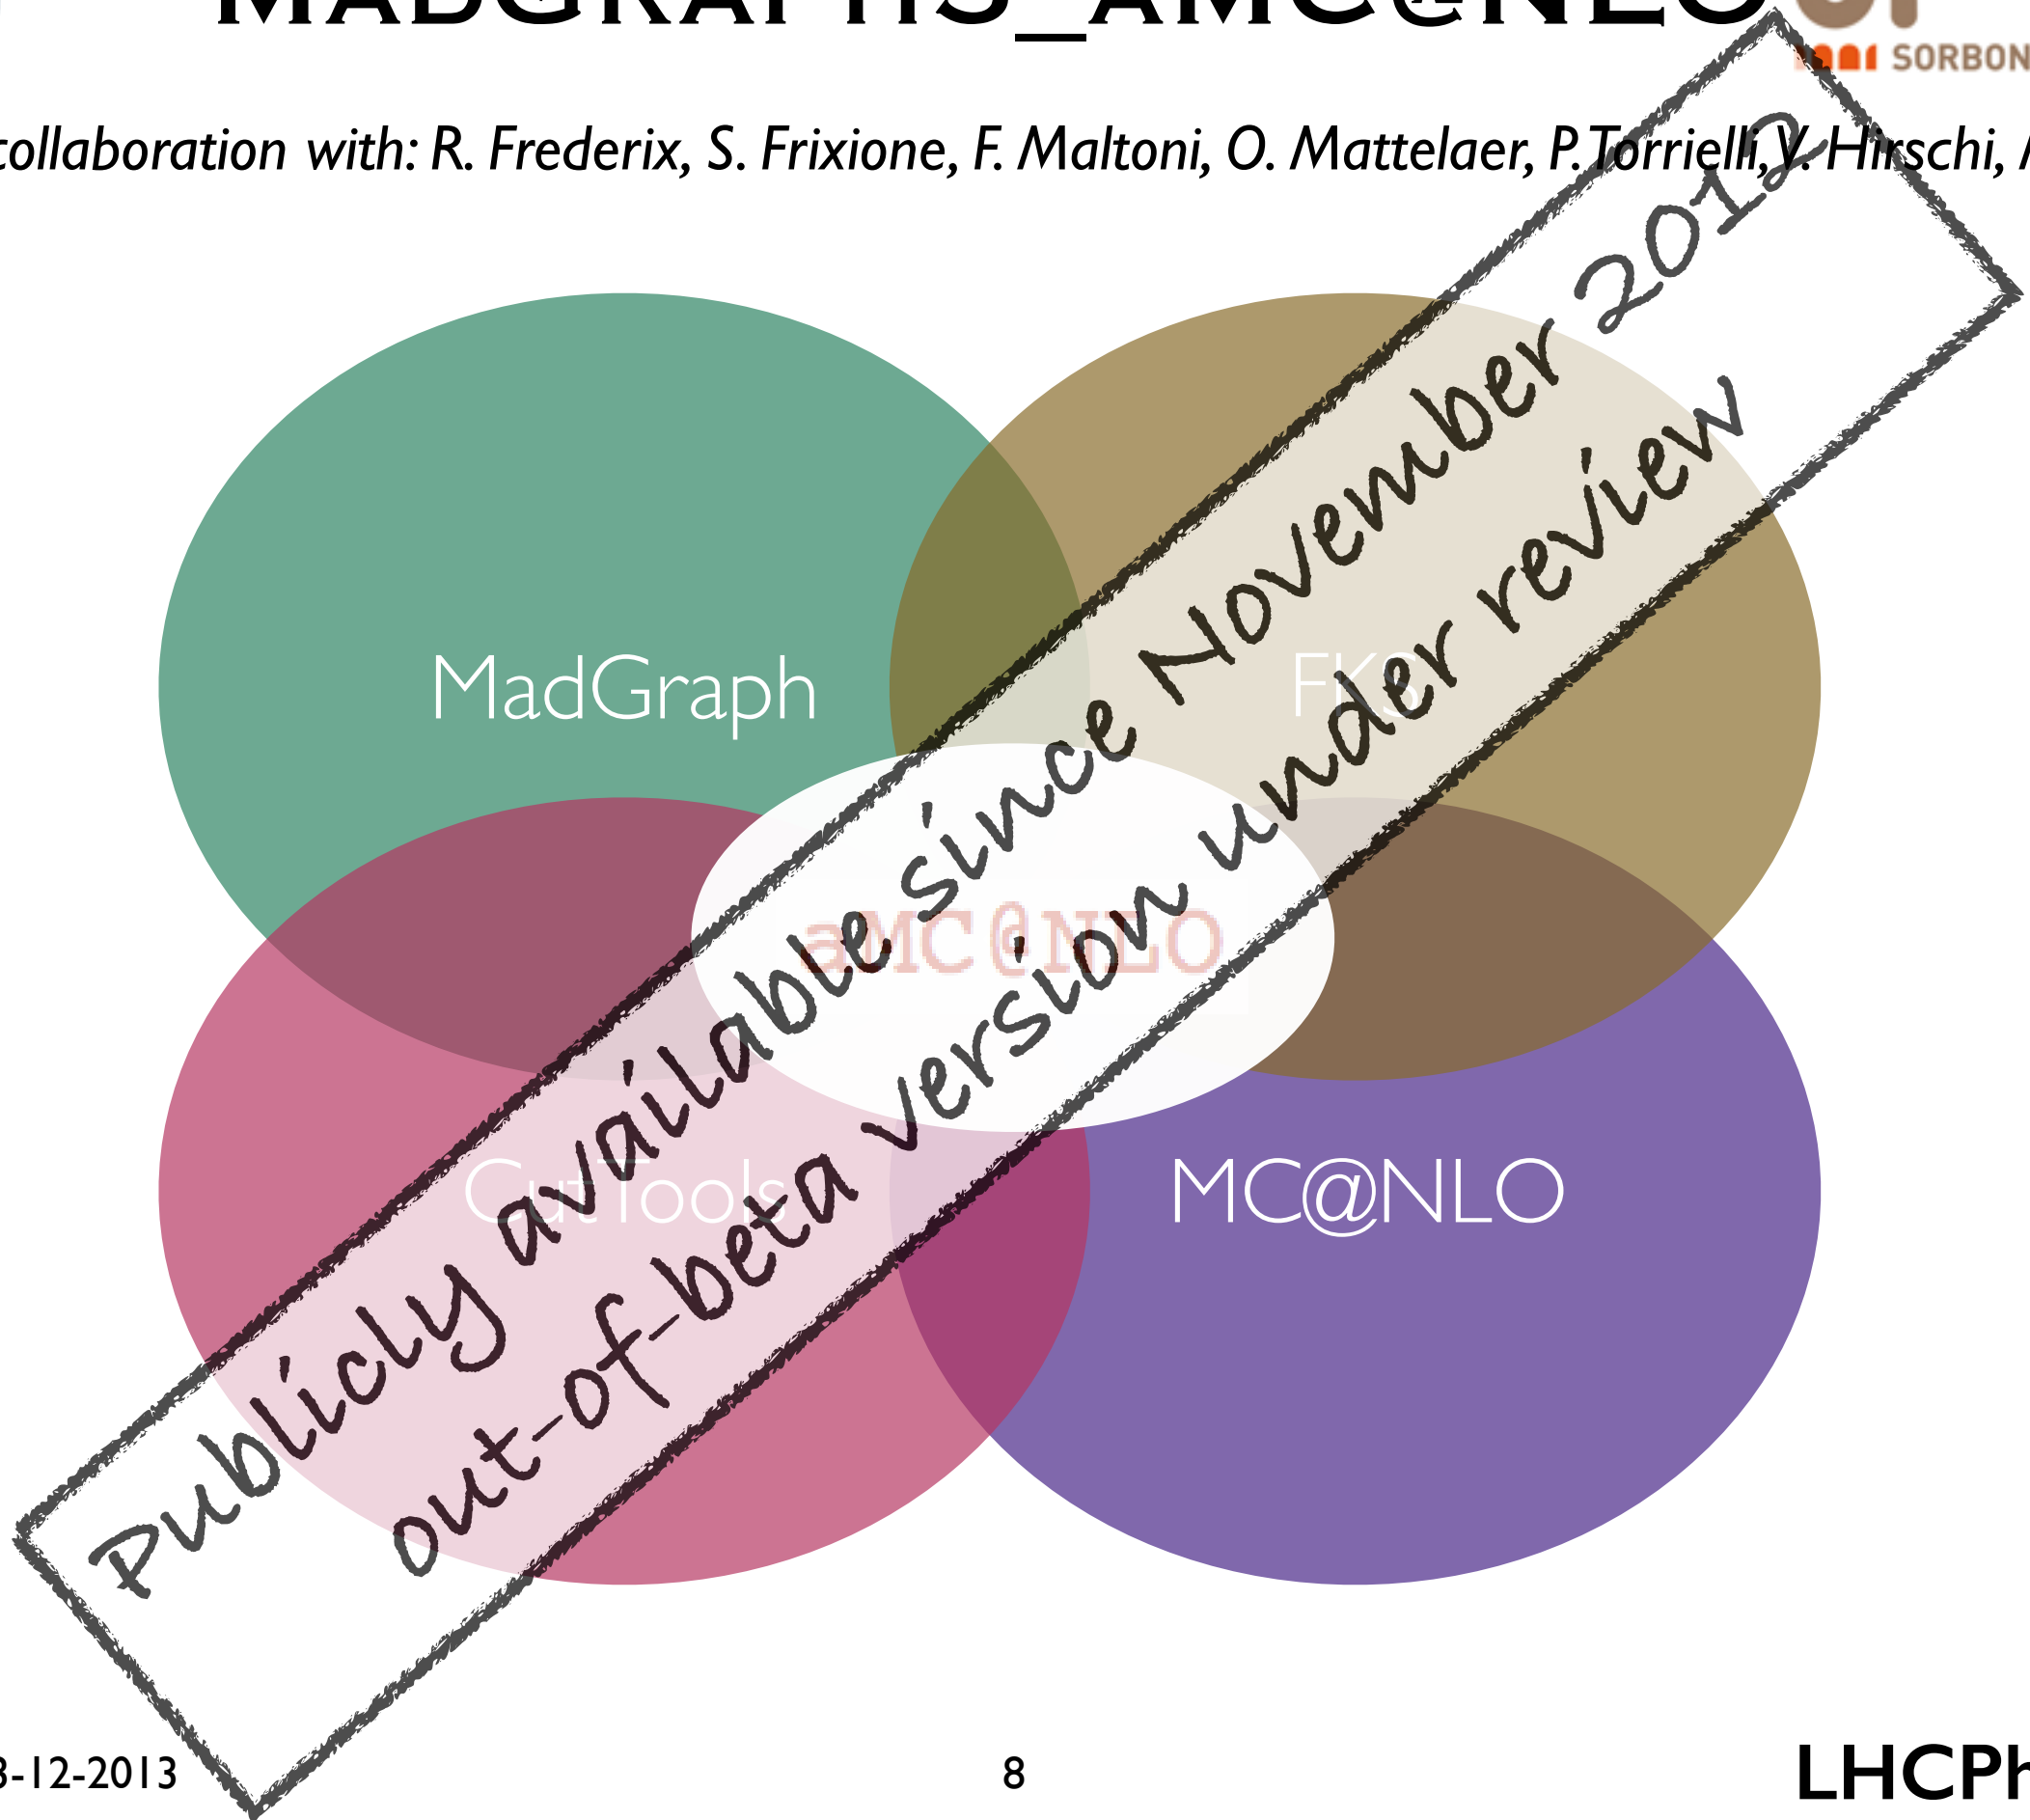 MADGRAPH5_AMC@NLO
SORBON
collaboration with: R. Frederix, S. Frixione, F. Maltoni, O. Mattelaer, P. Torrielli, V. Hirschi,
MadGraph
FKS
aMC@NLO
CutTools
MC@NLO
Publicly available since November 2012
out-of-beta version under review
3-12-2013
8
LHCPh